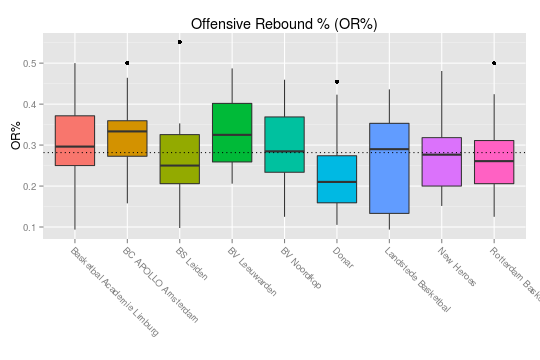 Offensive Rebound % (OR%)
OR%
0.5
0.4
0.3
0.2
0.1
Basketbal Academie Limburg
BC APOLLO Amsterdam
BS Leiden
BV Leeuwarden
BV Noordkop
Donar
Landstede Basketbal
New Heroes
Rotterdam Bask